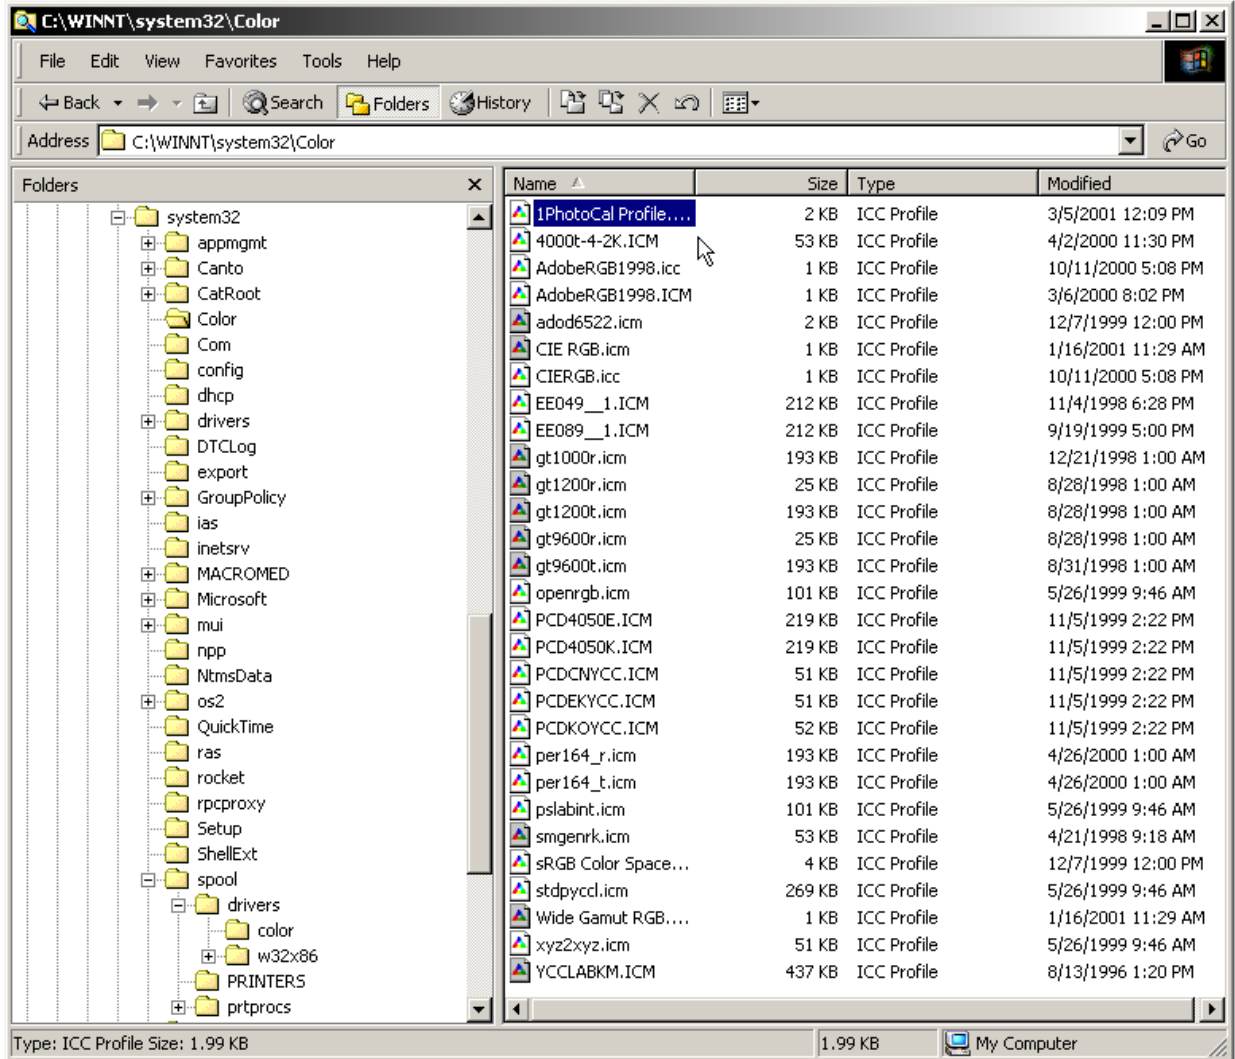 C:\WINNT\system32\Color
File Edit View Favorites Tools Help
Back Search Folders History
Address C:\WINNT\system32\Color Go
Folders
system32
appmgmt
Canto
CatRoot
Color
Com
config
dhcp
drivers
DTCLog
export
GroupPolicy
ias
inetsrv
MACROMED
Microsoft
mui
npp
NtmsData
os2
QuickTime
ras
rocket
rpcproxy
Setup
ShellExt
spool
drivers
color
w32x86
PRINTERS
prtprocs
Name Size Type Modified
1PhotoCal Profile.... 2 KB ICC Profile 3/5/2001 12:09 PM
4000t-4-2K.ICM 53 KB ICC Profile 4/2/2000 11:30 PM
AdobeRGB1998.icc 1 KB ICC Profile 10/11/2000 5:08 PM
AdobeRGB1998.ICM 1 KB ICC Profile 3/6/2000 8:02 PM
adod6522.icm 2 KB ICC Profile 12/7/1999 12:00 PM
CIE RGB.icm 1 KB ICC Profile 1/16/2001 11:29 AM
CIERGB.icc 1 KB ICC Profile 10/11/2000 5:08 PM
EE049__1.ICM 212 KB ICC Profile 11/4/1998 6:28 PM
EE089__1.ICM 212 KB ICC Profile 9/19/1999 5:00 PM
gt1000r.icm 193 KB ICC Profile 12/21/1998 1:00 AM
gt1200r.icm 25 KB ICC Profile 8/28/1998 1:00 AM
gt1200t.icm 193 KB ICC Profile 8/28/1998 1:00 AM
gt9600r.icm 25 KB ICC Profile 8/28/1998 1:00 AM
gt9600t.icm 193 KB ICC Profile 8/31/1998 1:00 AM
openrgb.icm 101 KB ICC Profile 5/26/1999 9:46 AM
PCD4050E.ICM 219 KB ICC Profile 11/5/1999 2:22 PM
PCD4050K.ICM 219 KB ICC Profile 11/5/1999 2:22 PM
PCDCNYCC.ICM 51 KB ICC Profile 11/5/1999 2:22 PM
PCDEKYCC.ICM 51 KB ICC Profile 11/5/1999 2:22 PM
PCDKOYCC.ICM 52 KB ICC Profile 11/5/1999 2:22 PM
per164_r.icm 193 KB ICC Profile 4/26/2000 1:00 AM
per164_t.icm 193 KB ICC Profile 4/26/2000 1:00 AM
pslabint.icm 101 KB ICC Profile 5/26/1999 9:46 AM
smgenrk.icm 53 KB ICC Profile 4/21/1998 9:18 AM
sRGB Color Space... 4 KB ICC Profile 12/7/1999 12:00 PM
stdpyccl.icm 269 KB ICC Profile 5/26/1999 9:46 AM
Wide Gamut RGB.... 1 KB ICC Profile 1/16/2001 11:29 AM
xyz2xyz.icm 51 KB ICC Profile 5/26/1999 9:46 AM
YCCLABKM.ICM 437 KB ICC Profile 8/13/1996 1:20 PM
Type: ICC Profile Size: 1.99 KB 1.99 KB My Computer